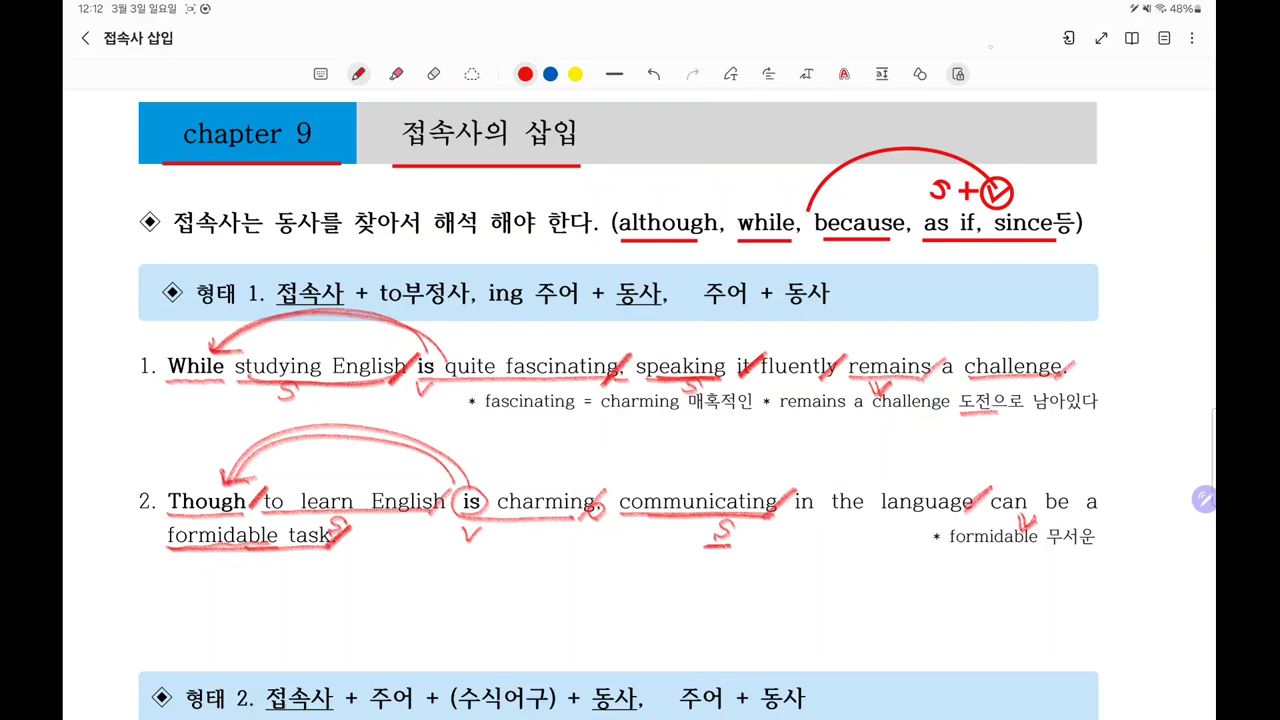 12:12 3월 3일 일요일 48%
접속사 삽입
chapter 9 접속사의 삽입
s + v
◈ 접속사는 동사를 찾아서 해석 해야 한다. (although, while, because, as if, since등)
◈ 형태 1. 접속사 + to부정사, ing 주어 + 동사, 주어 + 동사
1. While studying English is quite fascinating, speaking it fluently remains a challenge.
s v s v
* fascinating = charming 매혹적인 * remains a challenge 도전으로 남아있다
2. Though to learn English is charming, communicating in the language can be a
s v s v
formidable task. * formidable 무서운
◈ 형태 2. 접속사 + 주어 + (수식어구) + 동사, 주어 + 동사